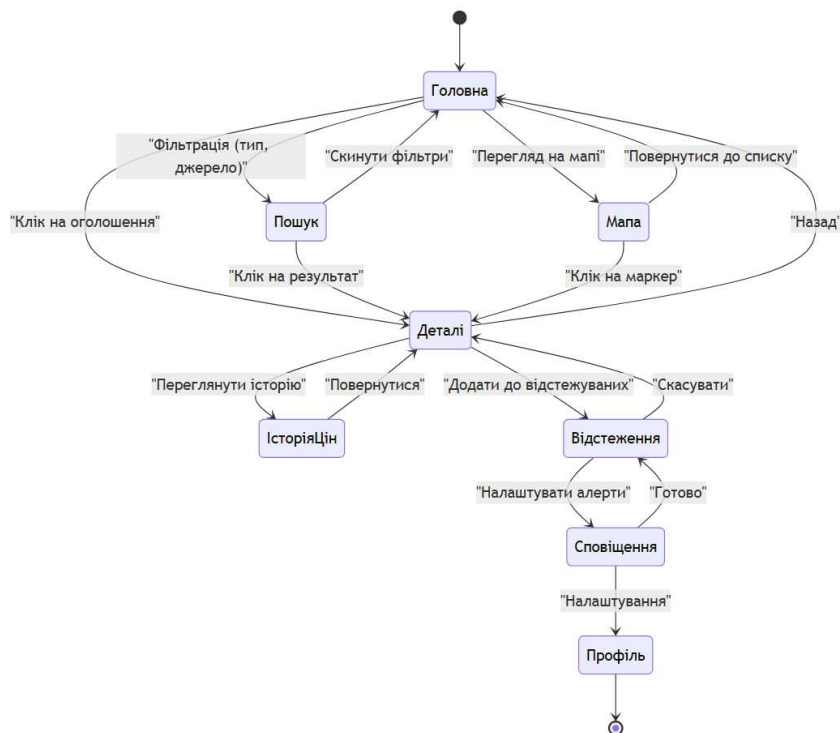 Головна
"Фільтрація (тип,
джерело)"
"Скинути фільтри"
"Перегляд на мапі"
"Повернутися до списку"
"Клік на оголошення"
Пошук
Мапа
"Назад"
"Клік на результат"
"Клік на маркер"
Деталі
"Переглянути історію"
"Повернутися"
"Додати до відстежуваних"
"Скасувати"
ІсторіяЦін
Відстеження
"Налаштувати алерти"
"Готово"
Сповіщення
"Налаштування"
Профіль